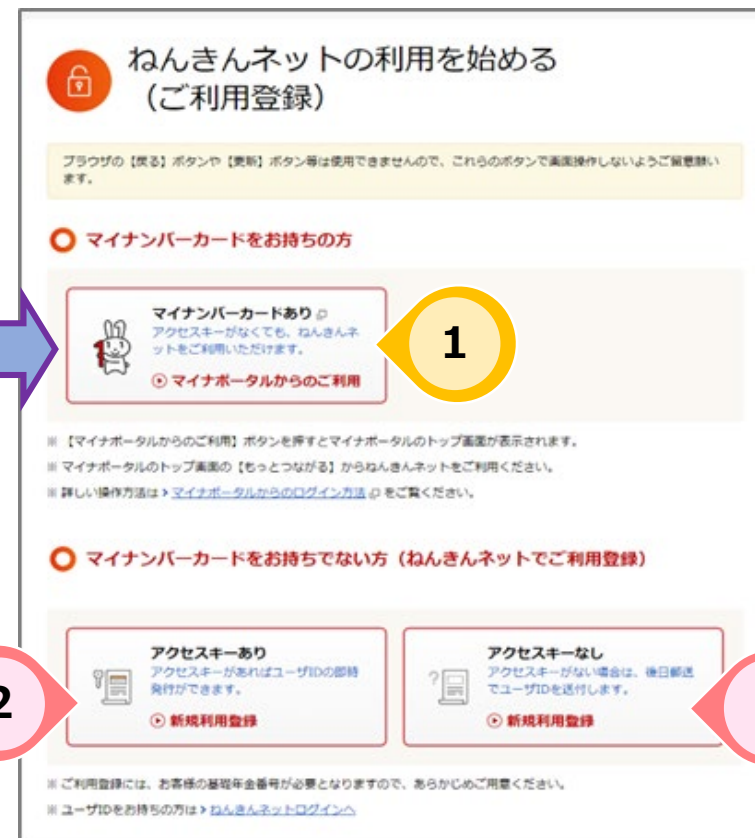 ねんきんネットの利用を始める
（ご利用登録）
ブラウザの【戻る】ボタンや【更新】ボタン等は使用できませんので、これらのボタンで画面操作しないようご留意願い
ます。
マイナンバーカードをお持ちの方
マイナンバーカードあり
アクセスキーがなくても、ねんきんネ
ットをご利用いただけます。
マイナポータルからのご利用
1
※ 【マイナポータルからのご利用】ボタンを押すとマイナポータルのトップ画面が表示されます。
※ マイナポータルのトップ画面の【もっとつながる】からねんきんネットをご利用ください。
※ 詳しい操作方法は マイナポータルからのログイン方法 をご覧ください。
マイナンバーカードをお持ちでない方（ねんきんネットでご利用登録）
2
アクセスキーあり
アクセスキーがあればユーザIDの即時
発行ができます。
新規利用登録
アクセスキーなし
アクセスキーがない場合は、後日郵送
でユーザIDを送付します。
新規利用登録
※ ご利用登録には、お客様の基礎年金番号が必要となりますので、あらかじめご用意ください。
※ ユーザIDをお持ちの方は ねんきんネットログインへ